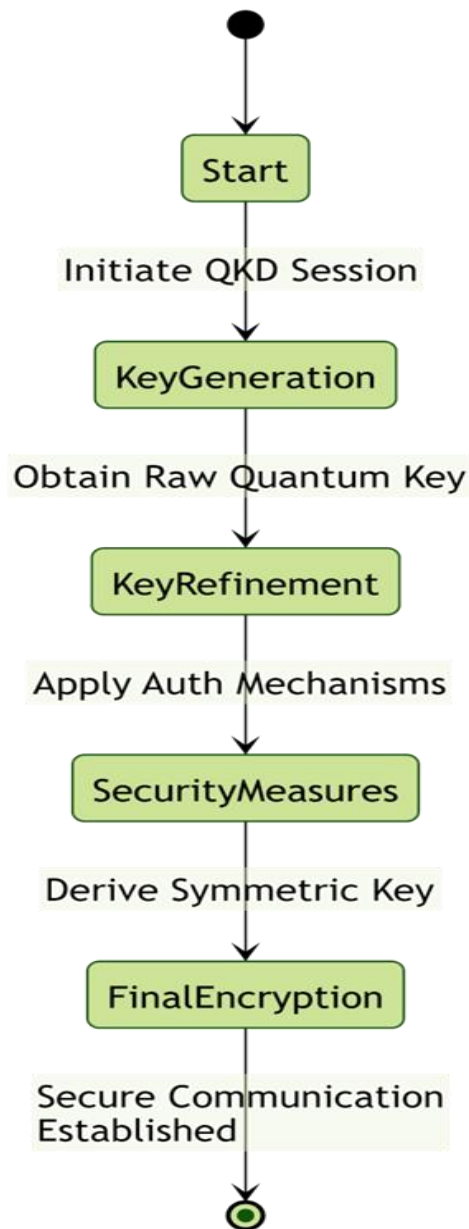 Start
Initiate QKD Session
KeyGeneration
Obtain Raw Quantum Key
KeyRefinement
Apply Auth Mechanisms
SecurityMeasures
Derive Symmetric Key
FinalEncryption
Secure Communication
Established